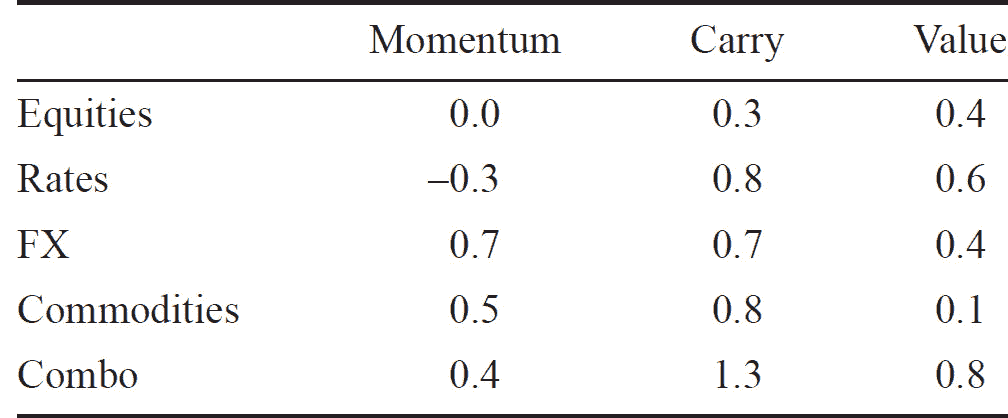 Momentum Carry Value
Equities 0.0 0.3 0.4
Rates –0.3 0.8 0.6
FX 0.7 0.7 0.4
Commodities 0.5 0.8 0.1
Combo 0.4 1.3 0.8